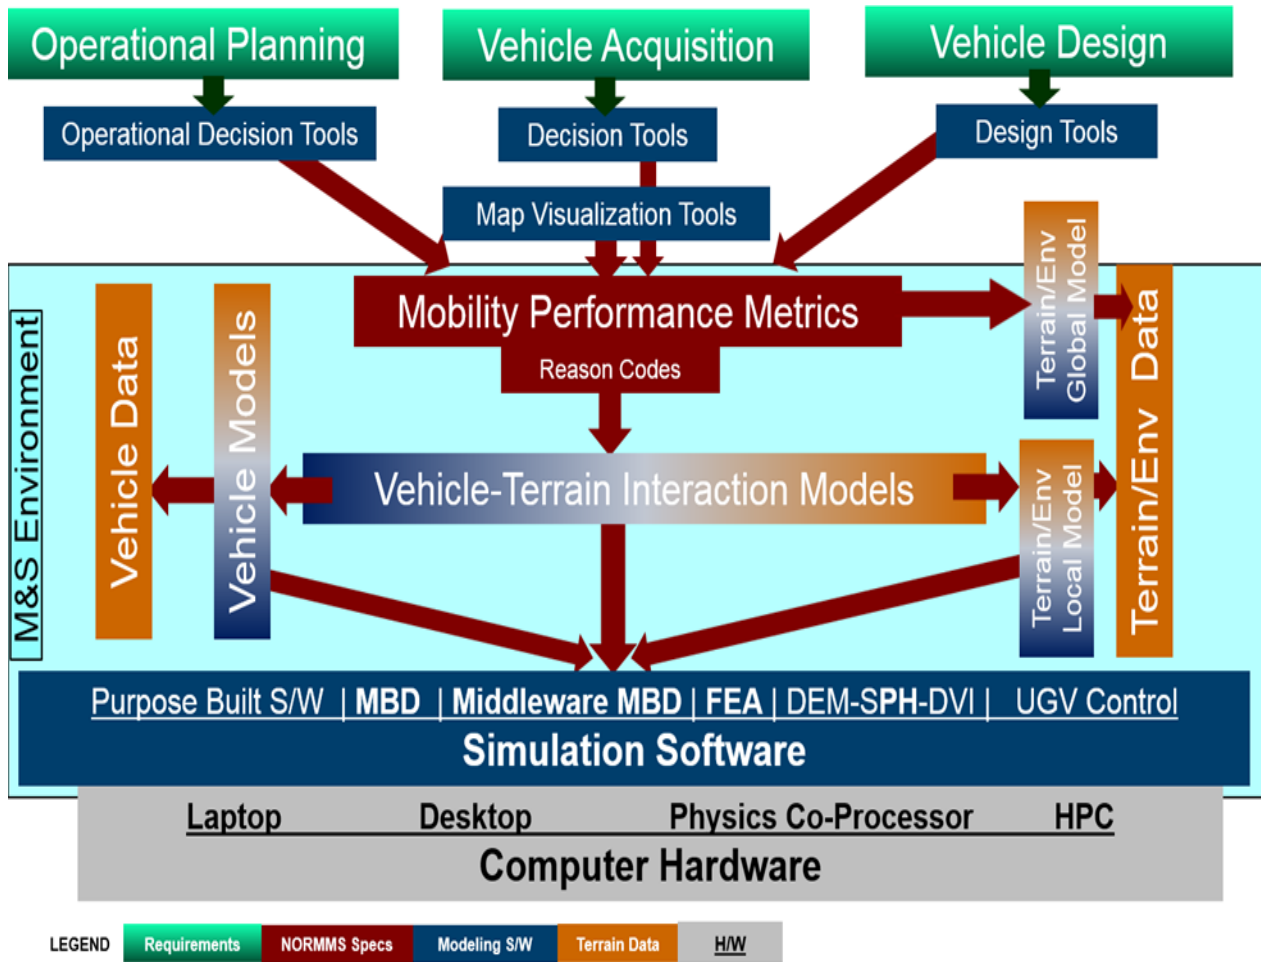 Operational Planning
Vehicle Acquisition
Vehicle Design
Operational Decision Tools
Decision Tools
Design Tools
Map Visualization Tools
Mobility Performance Metrics
Reason Codes
Terrain/Env
Global Model
Terrain/Env Data
M&S Environment
Vehicle Data
Vehicle Models
Vehicle-Terrain Interaction Models
Terrain/Env
Local Model
Purpose Built S/W | MBD | Middleware MBD | FEA | DEM-SPH-DVI | UGV Control
Simulation Software
Laptop Desktop Physics Co-Processor HPC
Computer Hardware
LEGEND Requirements NORMMS Specs Modeling S/W Terrain Data H/W